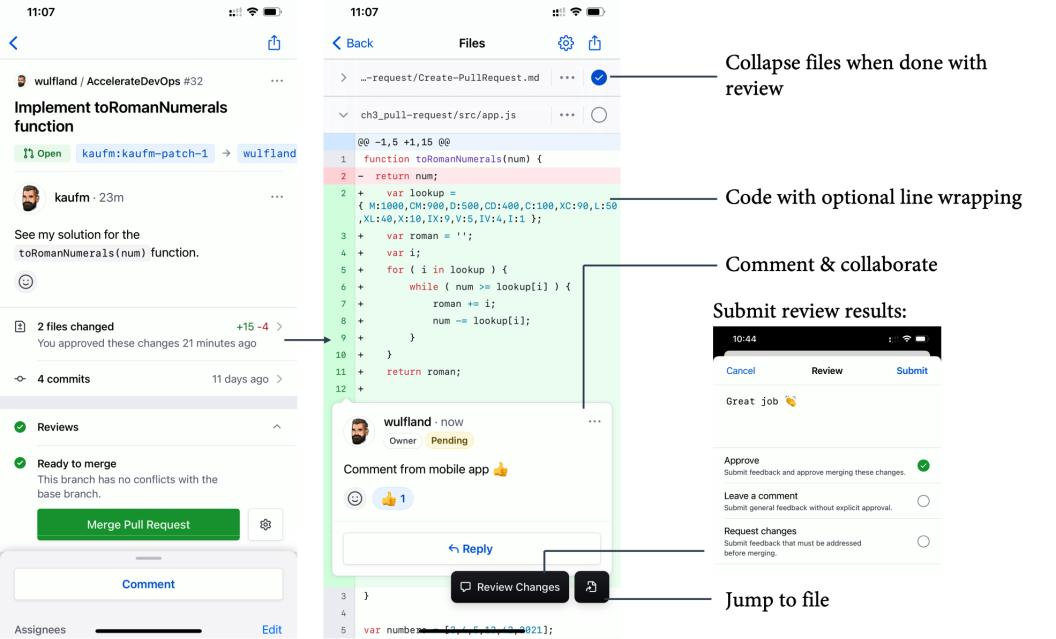 11:07
wulfland / AccelerateDevOps #32
Implement toRomanNumerals
function
Open kaufm:kaufm-patch-1 → wulfland
kaufm · 23m
See my solution for the
toRomanNumerals(num) function.
2 files changed +15 -4
You approved these changes 21 minutes ago
4 commits 11 days ago
Reviews
Ready to merge
This branch has no conflicts with the
base branch.
Merge Pull Request
Comment
Assignees Edit
11:07
Back Files
…-request/Create-PullRequest.md
ch3_pull-request/src/app.js
@@ -1,5 +1,15 @@
1 function toRomanNumerals(num) {
2 - return num;
2 + var lookup =
{ M:1000,CM:900,D:500,CD:400,C:100,XC:90,L:50
,XL:40,X:10,IX:9,V:5,IV:4,I:1 };
3 + var roman = '';
4 + var i;
5 + for ( i in lookup ) {
6 + while ( num >= lookup[i] ) {
7 + roman += i;
8 + num -= lookup[i];
9 + }
10 + }
11 + return roman;
12 +
wulfland · now
Owner Pending
Comment from mobile app 👍
👍 1
Reply
Review Changes
3 }
4
5 var numbers = 2021];
Collapse files when done with
review
Code with optional line wrapping
Comment & collaborate
Submit review results:
10:44
Cancel Review Submit
Great job 👏
Approve
Submit feedback and approve merging these changes.
Leave a comment
Submit general feedback without explicit approval.
Request changes
Submit feedback that must be addressed
before merging.
Jump to file